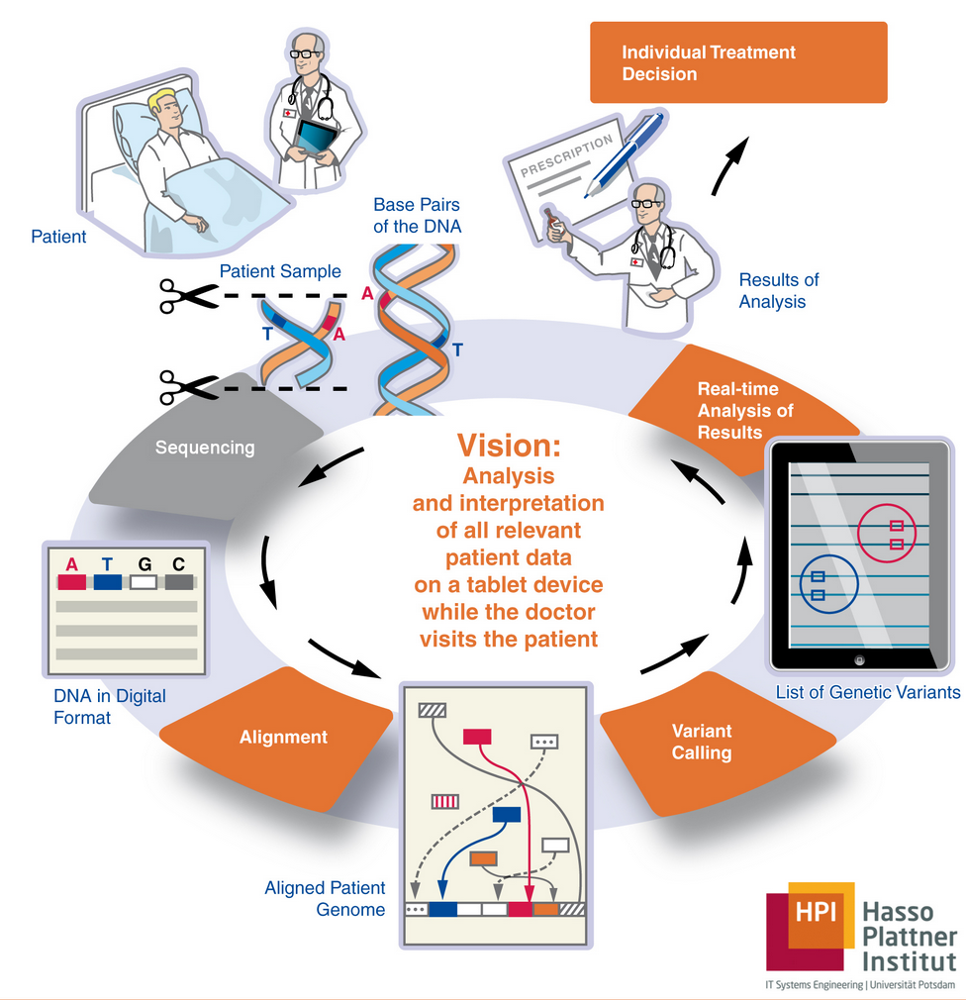 Individual Treatment
Decision
PRESCRIPTION
Patient
Base Pairs
of the DNA
Patient Sample
A
T
A
T
Results of
Analysis
Real-time
Analysis of
Results
Sequencing
Vision:
Analysis
and interpretation
of all relevant
patient data
on a tablet device
while the doctor
visits the patient
A T G C
DNA in Digital
Format
List of Genetic Variants
Alignment
Variant
Calling
Aligned Patient
Genome
HPI
Hasso
Plattner
Institut
IT Systems Engineering | Universität Potsdam